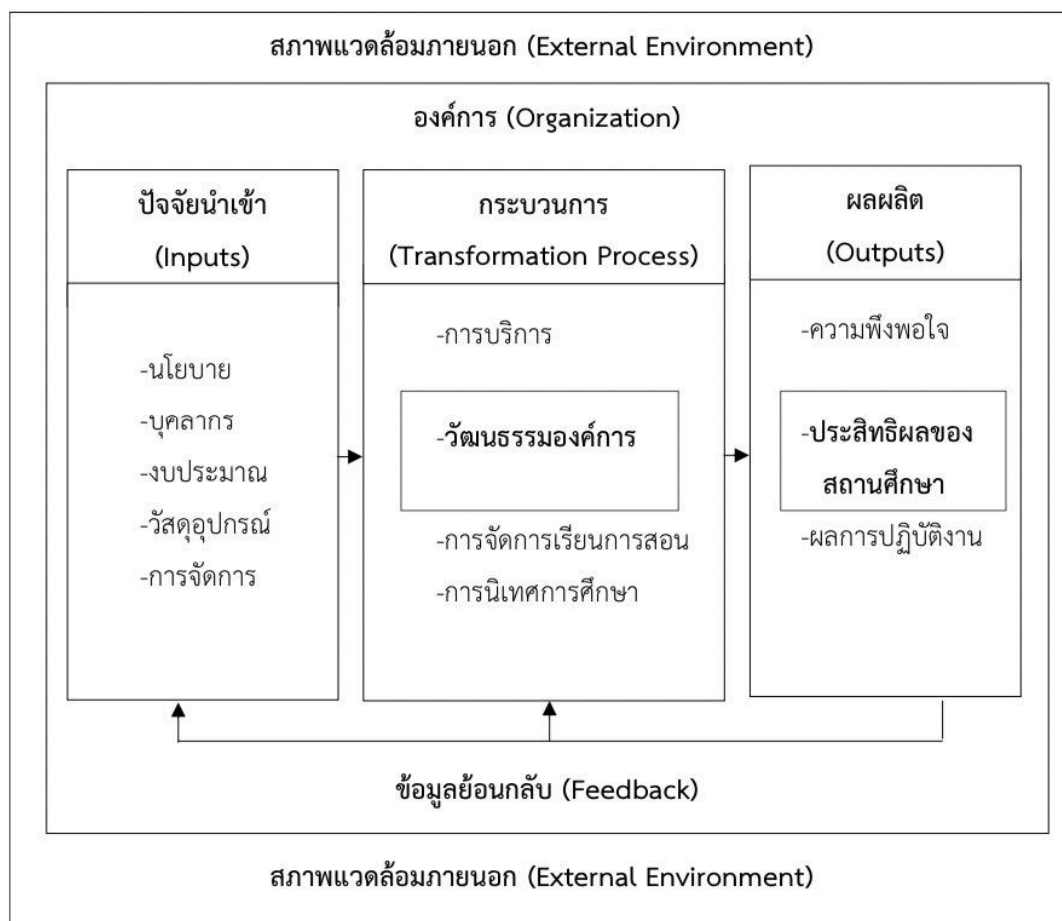 สภาพแวดล้อมภายนอก (External Environment)
องค์การ (Organization)
ปัจจัยนำเข้า
(Inputs)
-นโยบาย
-บุคลากร
-งบประมาณ
-วัสดุอุปกรณ์
-การจัดการ
กระบวนการ
(Transformation Process)
-การบริการ
-วัฒนธรรมองค์การ
-การจัดการเรียนการสอน
-การนิเทศการศึกษา
ผลผลิต
(Outputs)
-ความพึงพอใจ
-ประสิทธิผลของ
สถานศึกษา
-ผลการปฏิบัติงาน
ข้อมูลย้อนกลับ (Feedback)
สภาพแวดล้อมภายนอก (External Environment)